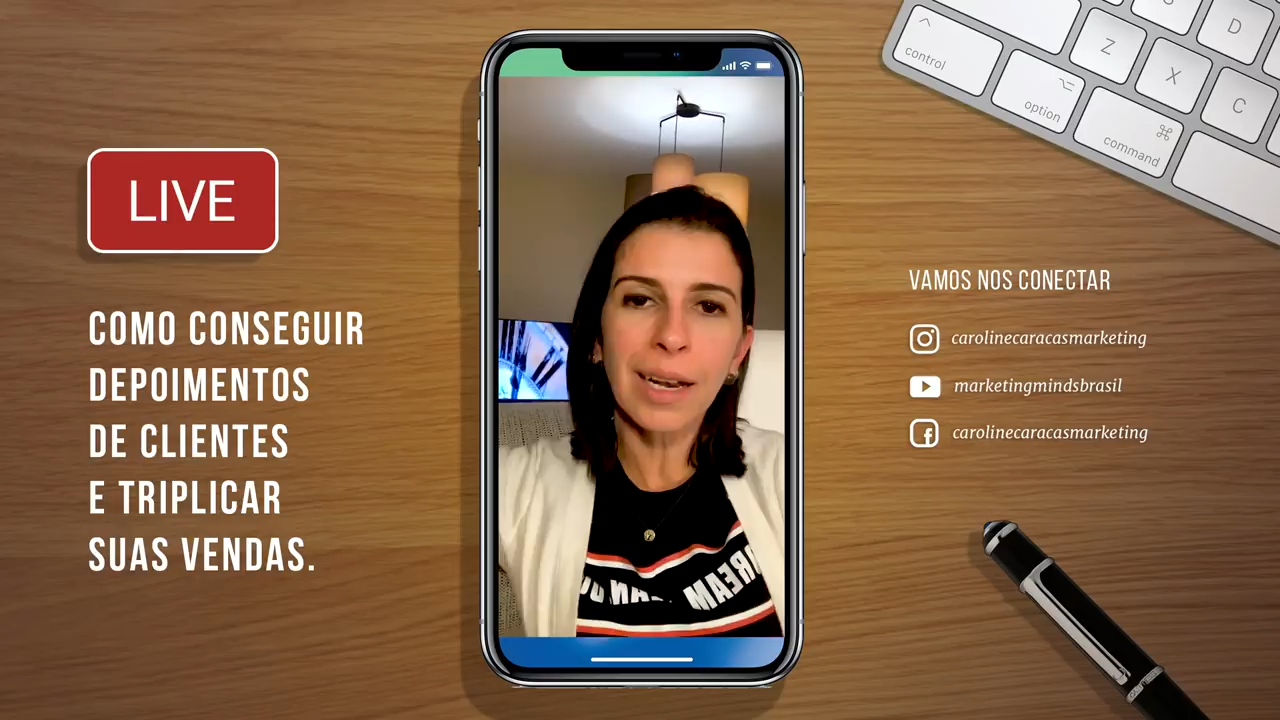 LIVE
COMO CONSEGUIR
DEPOIMENTOS
DE CLIENTES
E TRIPLICAR
SUAS VENDAS.
VAMOS NOS CONECTAR
carolinecaracasmarketing
marketingmindsbrasil
carolinecaracasmarketing
control
option
command
Z
X
C
D